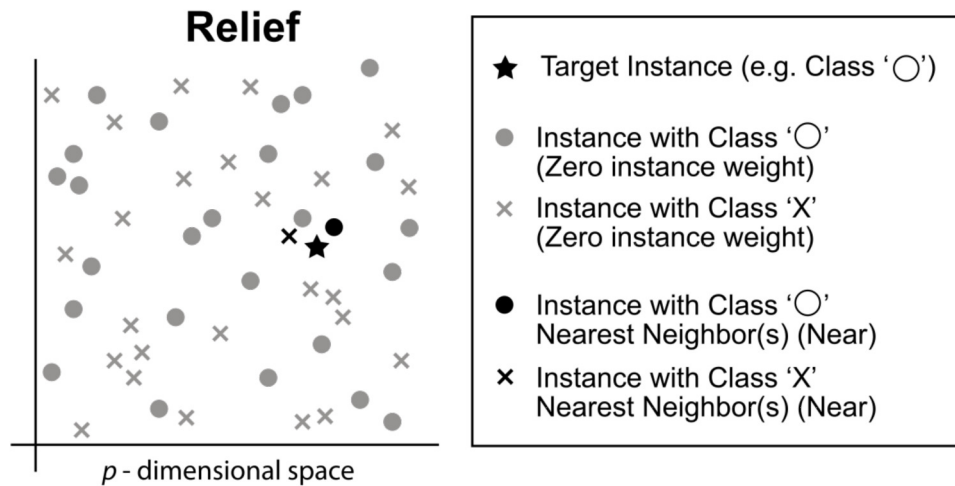 Relief
p - dimensional space
Target Instance (e.g. Class ‘○’)
Instance with Class ‘○’
(Zero instance weight)
Instance with Class ‘X’
(Zero instance weight)
Instance with Class ‘○’
Nearest Neighbor(s) (Near)
Instance with Class ‘X’
Nearest Neighbor(s) (Near)